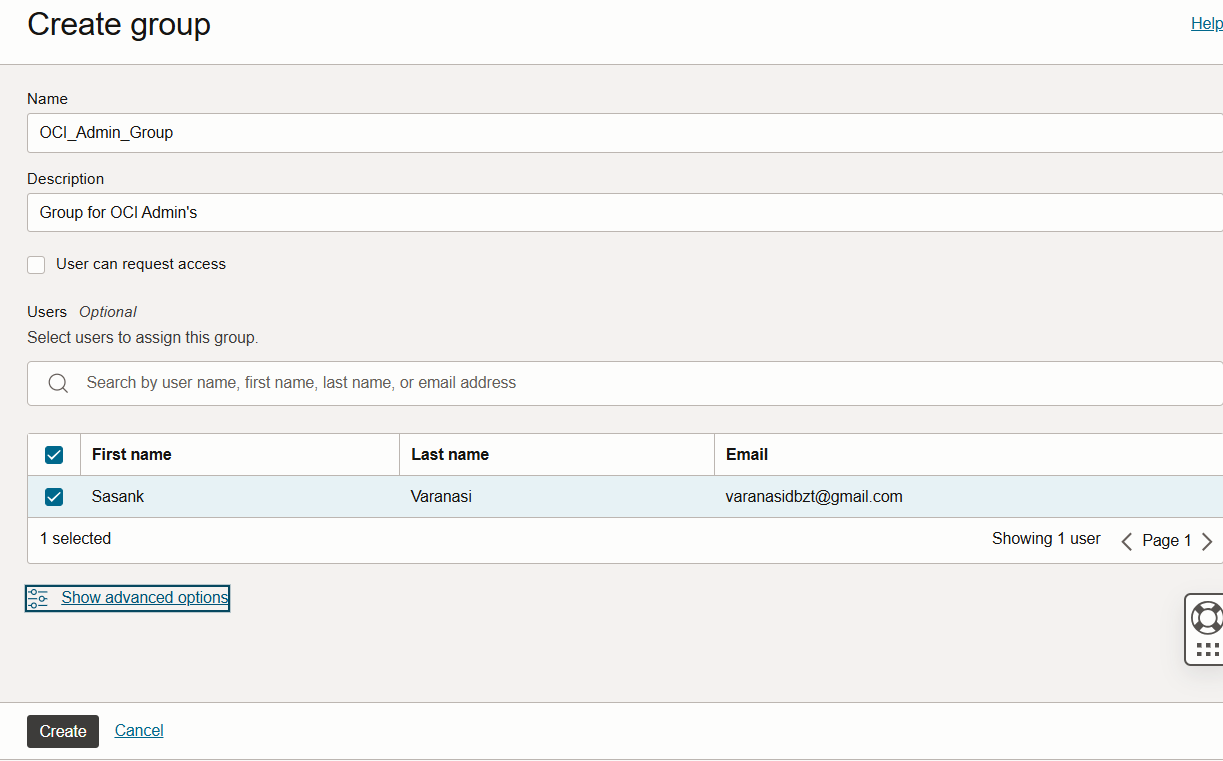 Create group
Help
Name
OCI_Admin_Group
Description
Group for OCI Admin's
User can request access
Users Optional
Select users to assign this group.
Search by user name, first name, last name, or email address
First name Last name Email
Sasank Varanasi varanasidbzt@gmail.com
1 selected Showing 1 user Page 1
Show advanced options
Create Cancel